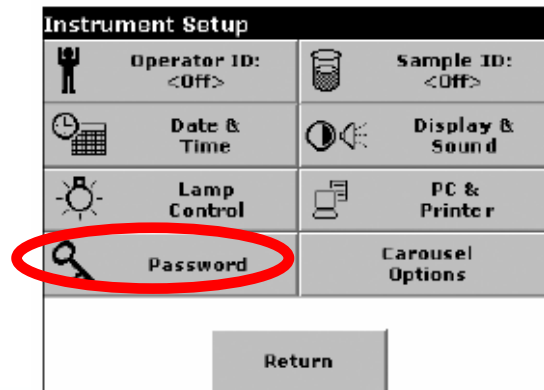 Instrument Setup
Operator ID:
<Off>
Sample ID:
<Off>
Date &
Time
Display &
Sound
Lamp
Control
PC &
Printer
Password
Carousel
Options
Return